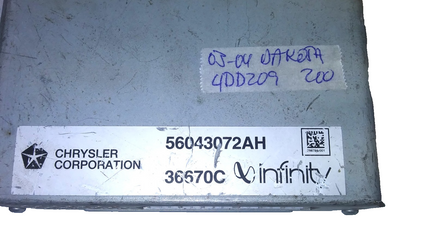 03-04 DAKOTA
4DD209 200
CHRYSLER
CORPORATION
56043072AH
36670C infinity